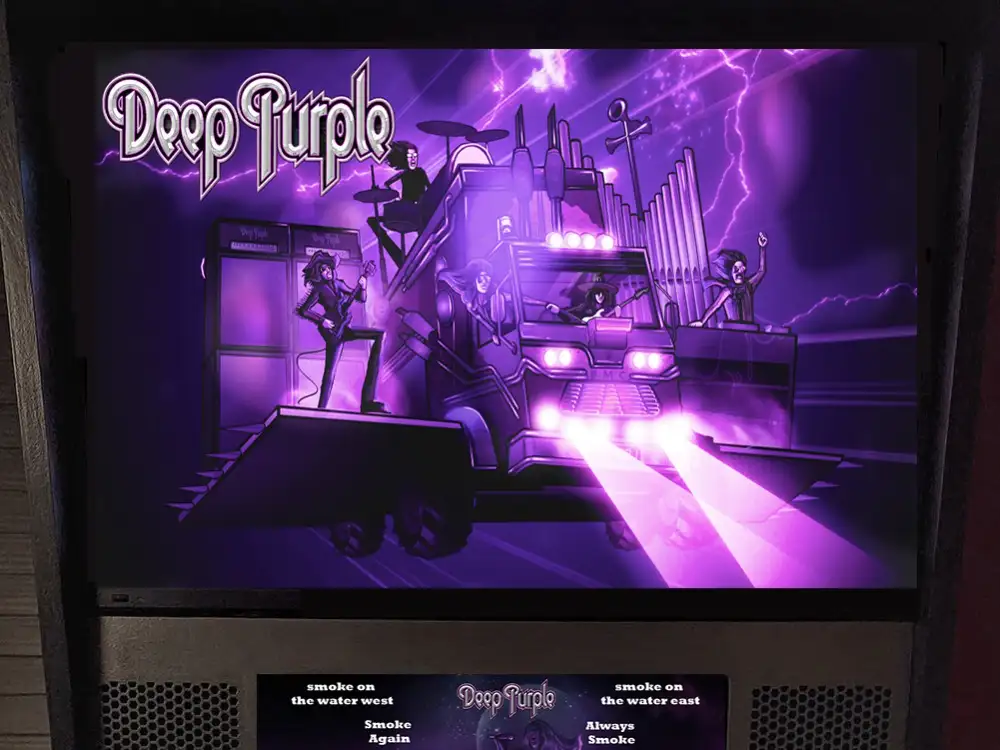 Deep Purple
smoke on
the water west
Deep Purple
smoke on
the water east
Smoke
Again
Always
Smoke